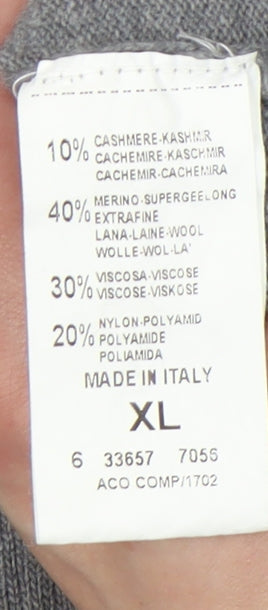 10% CASHMERE-KASHMIR
CACHEMIRE-KASCHMIR
CACHEMIR-CACHEMIRA
40% MERINO-SUPERGEELONG
EXTRAFINE
LANA-LAINE-WOOL
WOLLE-WOL-LA'
30% VISCOSA-VISCOSE
VISCOSE-VISKOSE
20% NYLON-POLYAMID
POLYAMIDE
POLIAMIDA
MADE IN ITALY
XL
6 33657 7056
ACO COMP/1702